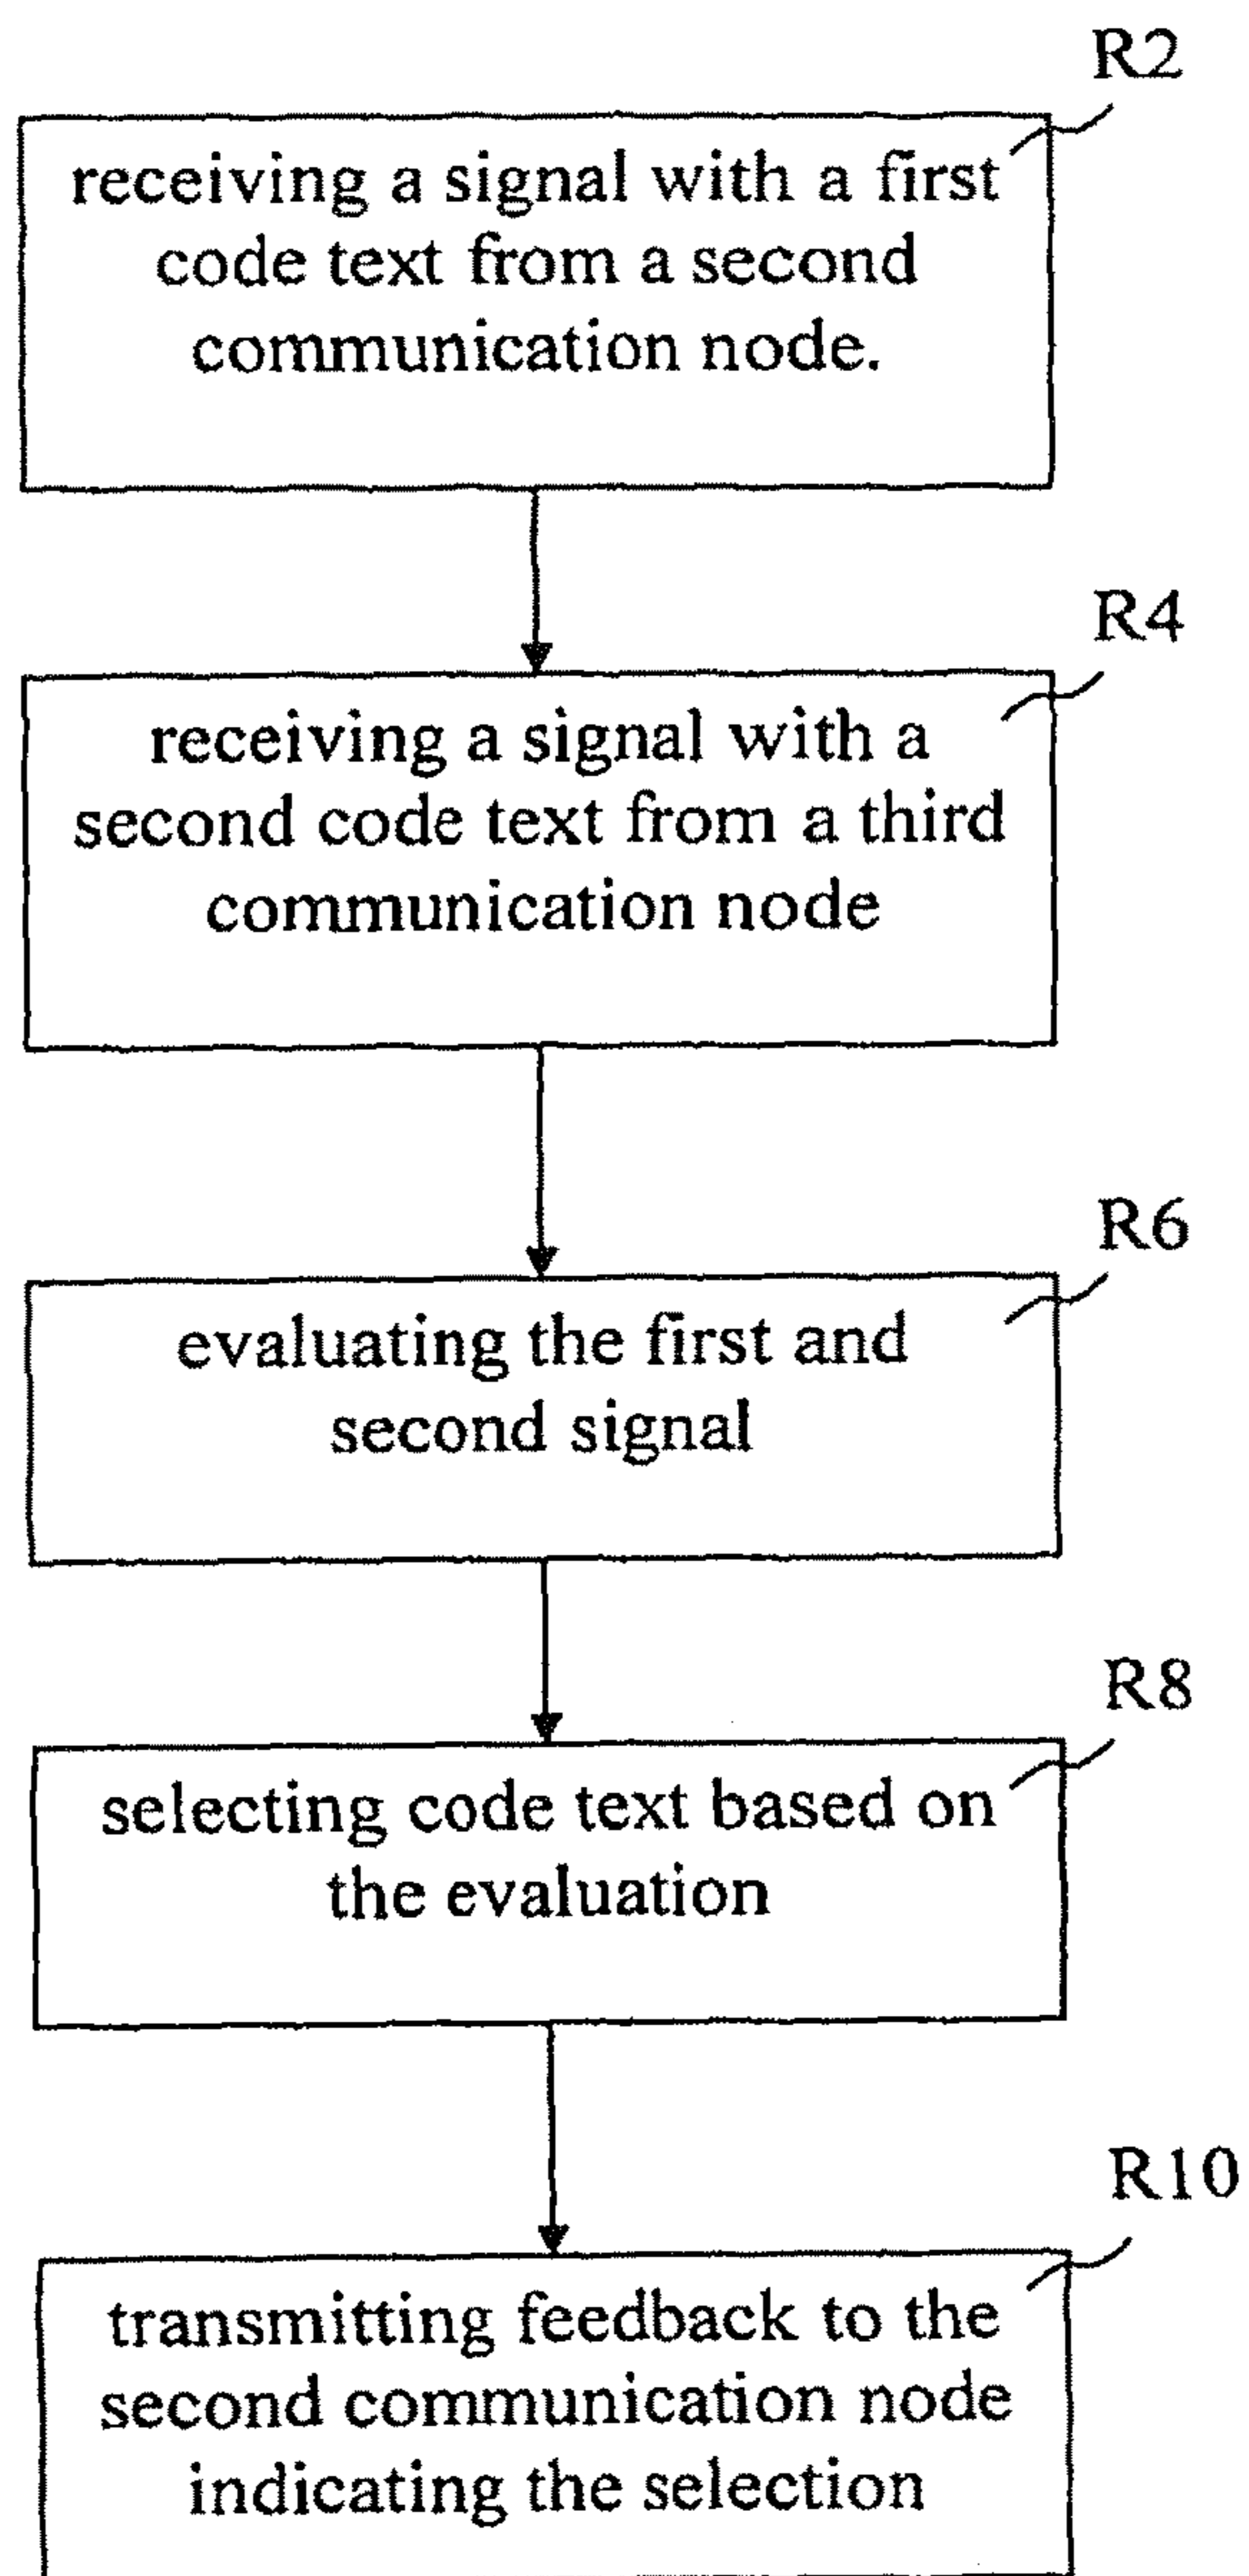 R2
receiving a signal with a first
code text from a second
communication node.
R4
receiving a signal with a
second code text from a third
communication node
R6
evaluating the first and
second signal
R8
selecting code text based on
the evaluation
R10
transmitting feedback to the
second communication node
indicating the selection